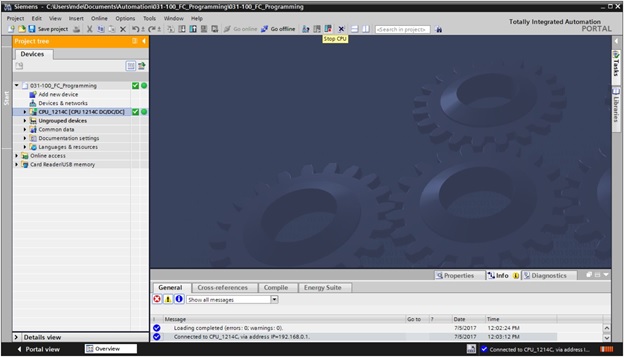 Siemens - C:\Users\mde\Documents\Automation\031-100_FC_Programming\031-100_FC_Programming
Project Edit View Insert Online Options Tools Window Help
Totally Integrated Automation
PORTAL
Save project
Go online
Go offline
<Search in project>
Stop CPU
Project tree
Devices
Start
031-100_FC_Programming
Add new device
Devices & networks
CPU_1214C [CPU 1214C DC/DC/DC]
Ungrouped devices
Common data
Documentation settings
Languages & resources
Online access
Card Reader/USB memory
Tasks
Libraries
Properties
Info
Diagnostics
General
Cross-references
Compile
Energy Suite
Show all messages
! Message Go to ? Date Time
Loading completed (errors: 0; warnings: 0). 7/5/2017 12:02:24 PM
Connected to CPU_1214C, via address IP=192.168.0.1. 7/5/2017 12:03:12 PM
Details view
Portal view
Overview
Connected to CPU_1214C, via address I...